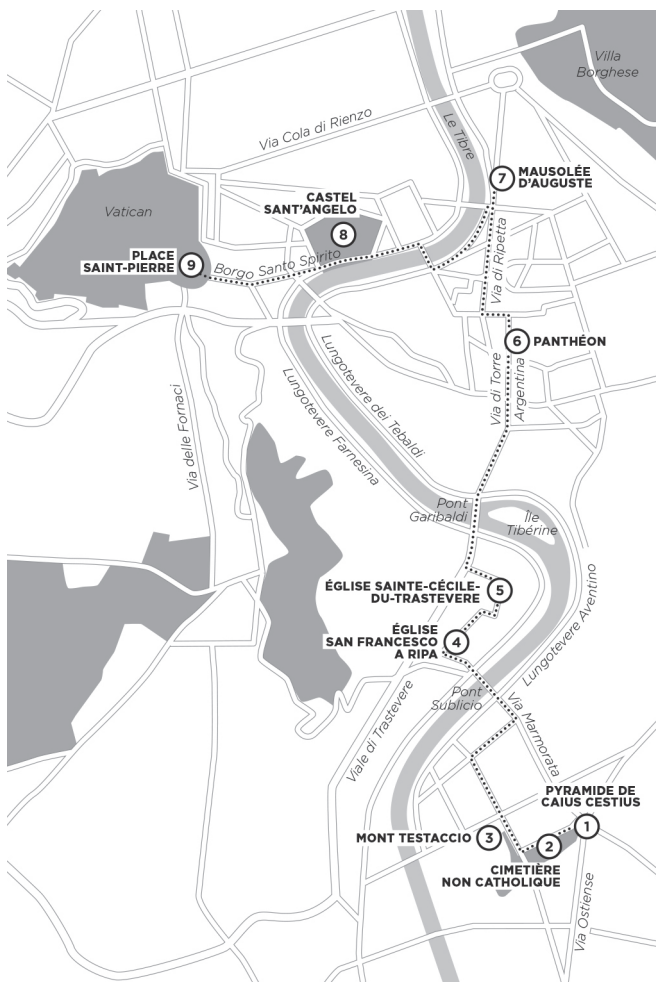 Villa
Borghese
Via Cola di Rienzo
Le Tibre
7
MAUSOLÉE
D'AUGUSTE
Vatican
CASTEL
SANT'ANGELO
8
PLACE
SAINT-PIERRE
9
Borgo Santo Spirito
Via di Ripetta
6
PANTHÉON
Via di Torre
Argentina
Lungotevere dei Tebaldi
Lungotevere Farnesina
Via delle Fornaci
Pont
Garibaldi
Île
Tibérine
ÉGLISE SAINTE-CÉCILE-
DU-TRASTEVERE
5
ÉGLISE
SAN FRANCESCO
A RIPA
4
Lungotevere Aventino
Pont
Sublicio
Viale di Trastevere
Via Marmorata
PYRAMIDE DE
CAIUS CESTIUS
1
MONT TESTACCIO
3
2
CIMETIÈRE
NON CATHOLIQUE
Via Ostiense